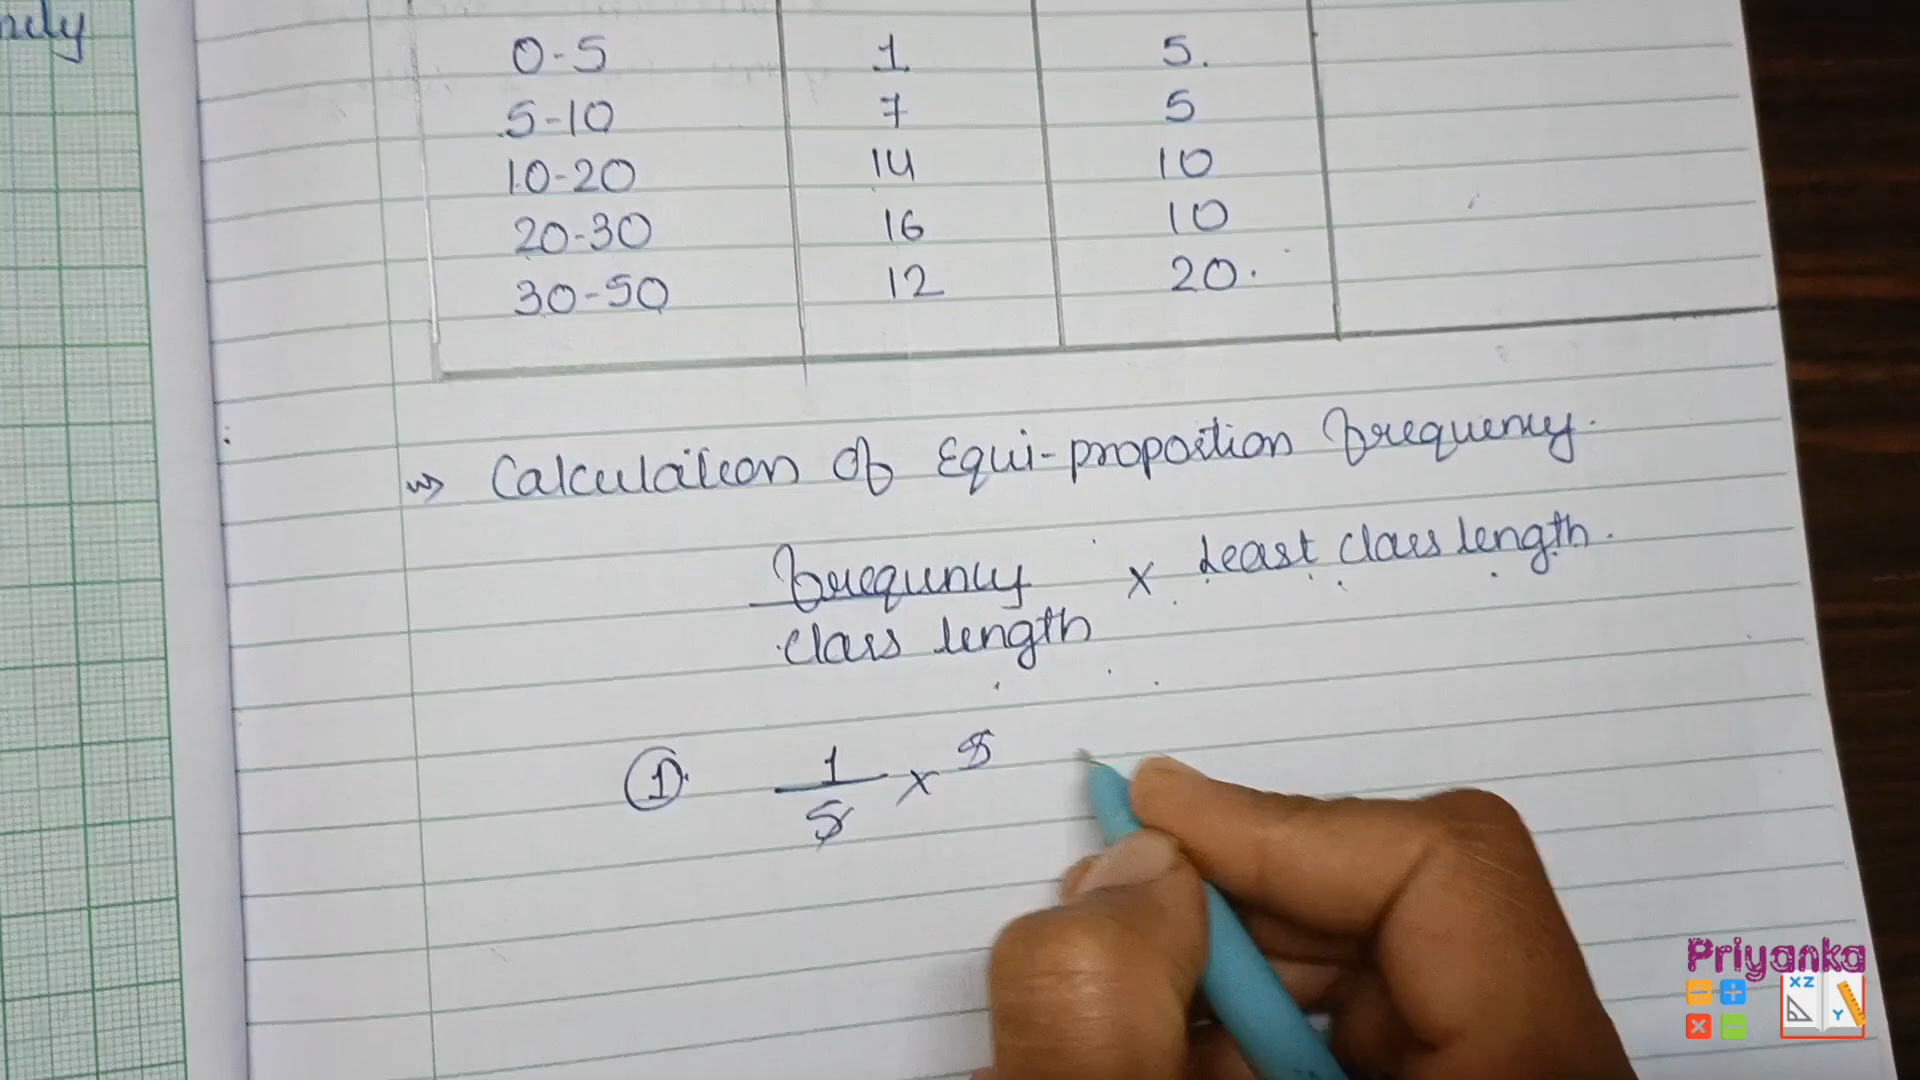 0-5 1 5.
5-10 7 5
10-20 14 10
20-30 16 10
30-50 12 20.
Calculation of Equi-proportion frequency.
frequency × Least class length.
class length
① 1 × 5
5
Priyanka
XZ
Y